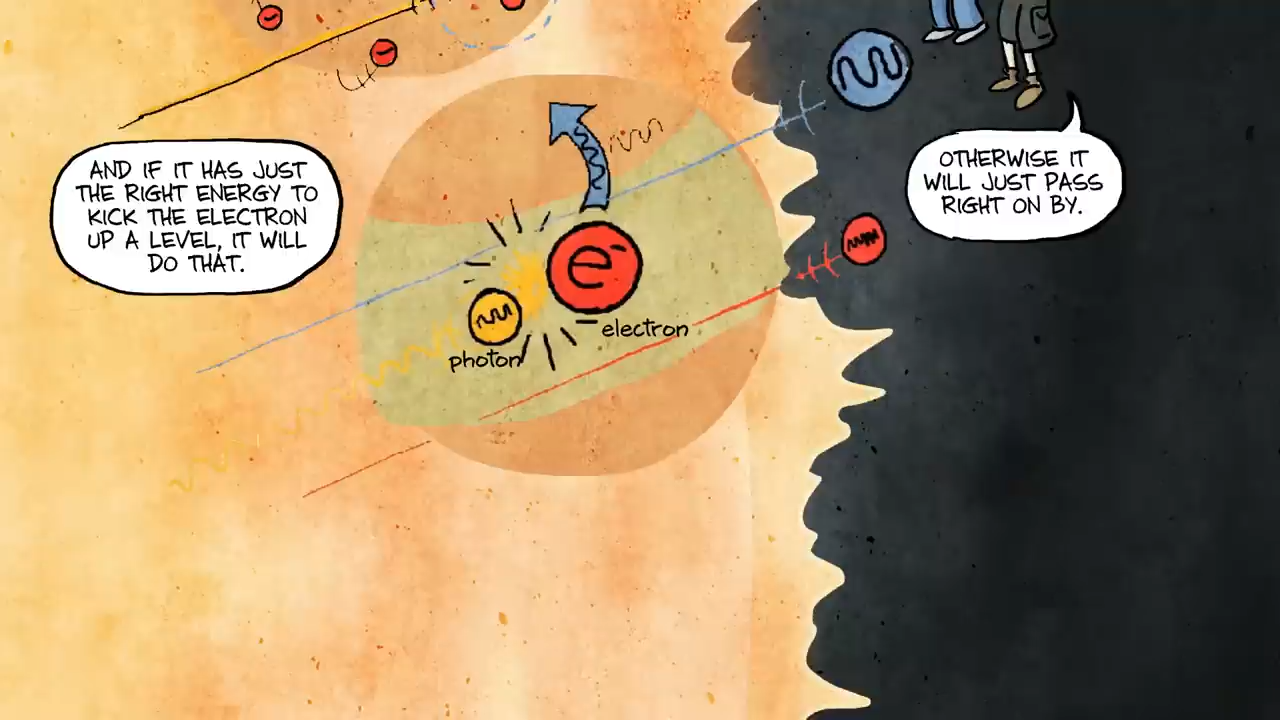 AND IF IT HAS JUST
THE RIGHT ENERGY TO
KICK THE ELECTRON
UP A LEVEL, IT WILL
DO THAT.
OTHERWISE IT
WILL JUST PASS
RIGHT ON BY.
e-
electron
photon